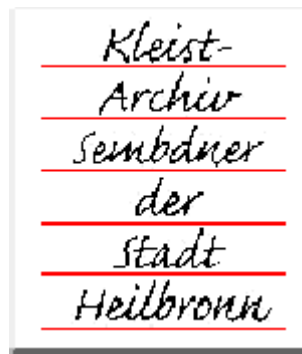 Kleist-
Archiv
Sembdner
der
Stadt
Heilbronn